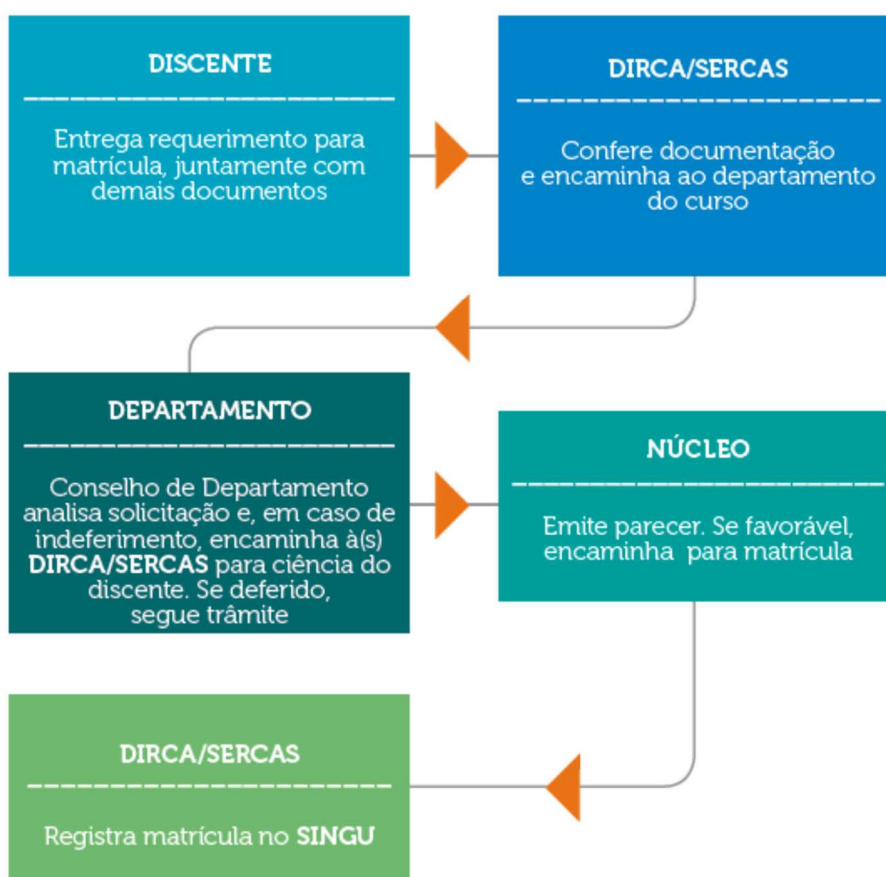 DISCENTE
Entrega requerimento para
matrícula, juntamente com
demais documentos
DIRCA/SERCAS
Confere documentação
e encaminha ao departamento
do curso
DEPARTAMENTO
Conselho de Departamento
analisa solicitação e, em caso de
indeferimento, encaminha à(s)
DIRCA/SERCAS para ciência do
discente. Se deferido,
segue trâmite
NÚCLEO
Emite parecer. Se favorável,
encaminha para matrícula
DIRCA/SERCAS
Registra matrícula no SINGU